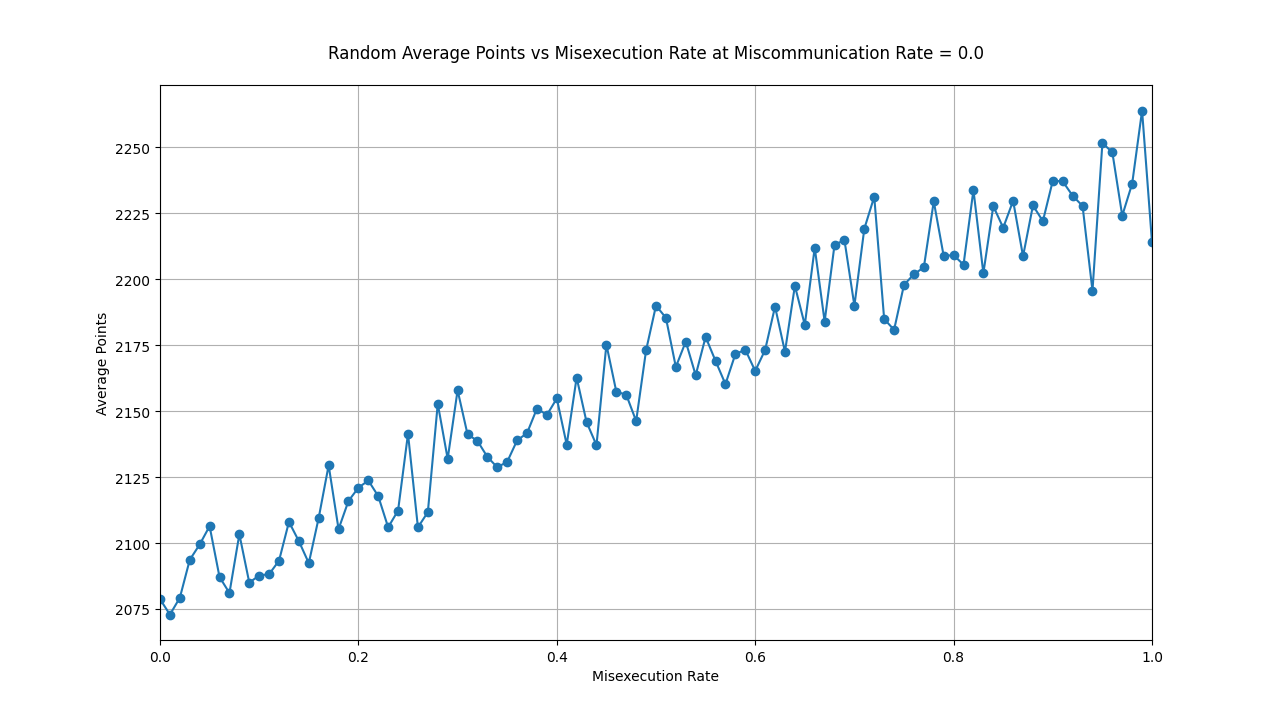 Random Average Points vs Misexecution Rate at Miscommunication Rate = 0.0
2250
2225
2200
2175
2150
2125
2100
2075
Average Points
0.0 0.2 0.4 0.6 0.8 1.0
Misexecution Rate